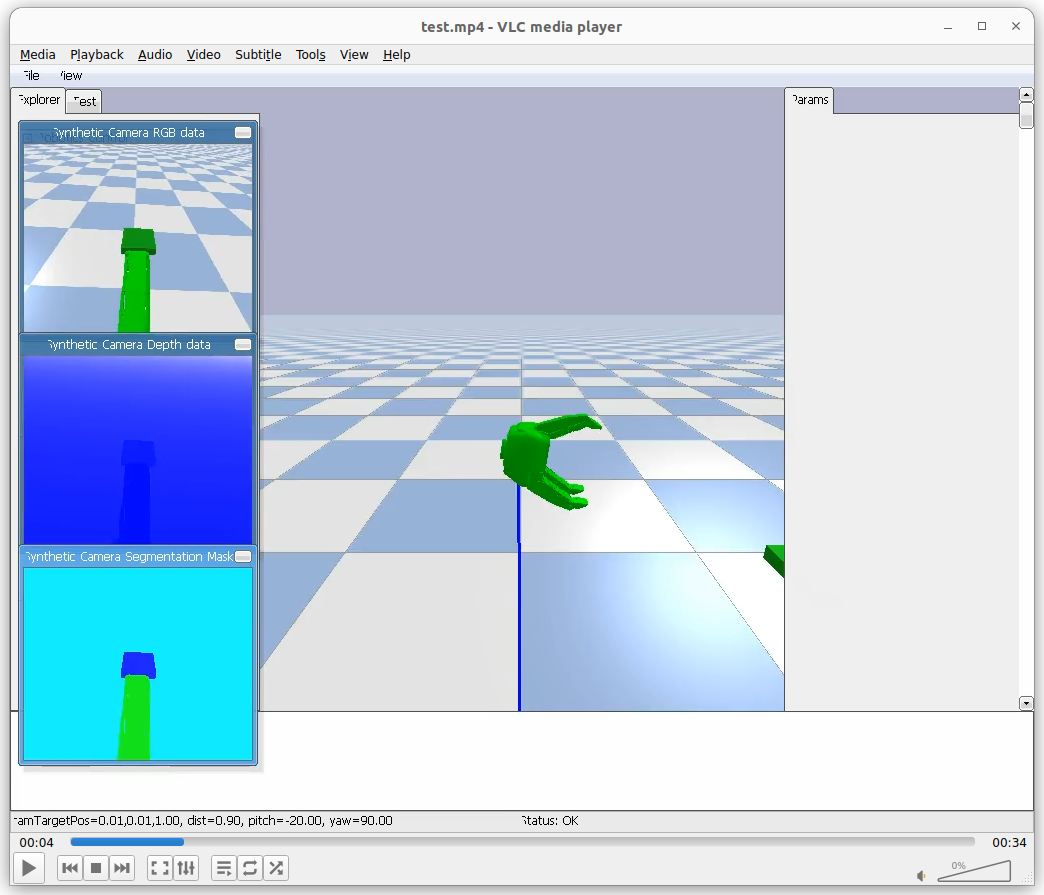 test.mp4 - VLC media player
Media Playback Audio Video Subtitle Tools View Help
File View
Explorer Test Params
Synthetic Camera RGB data
Synthetic Camera Depth data
Synthetic Camera Segmentation Mask
camTargetPos=0.01,0.01,1.00, dist=0.90, pitch=-20.00, yaw=90.00 Status: OK
00:04 00:34
0%